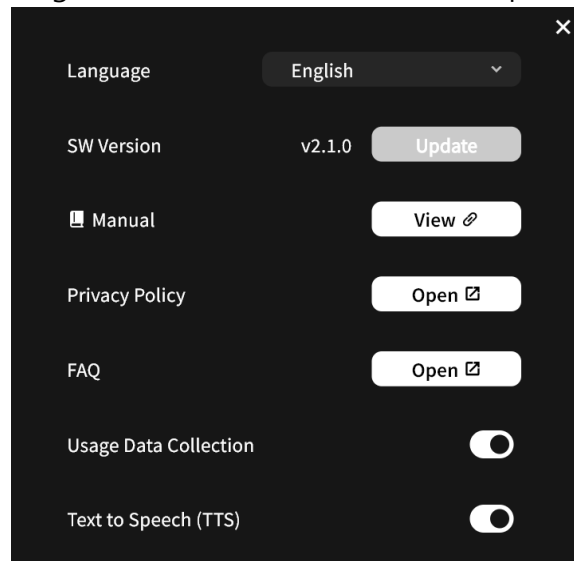 Language English
SW Version v2.1.0 Update
Manual View
Privacy Policy Open
FAQ Open
Usage Data Collection
Text to Speech (TTS)